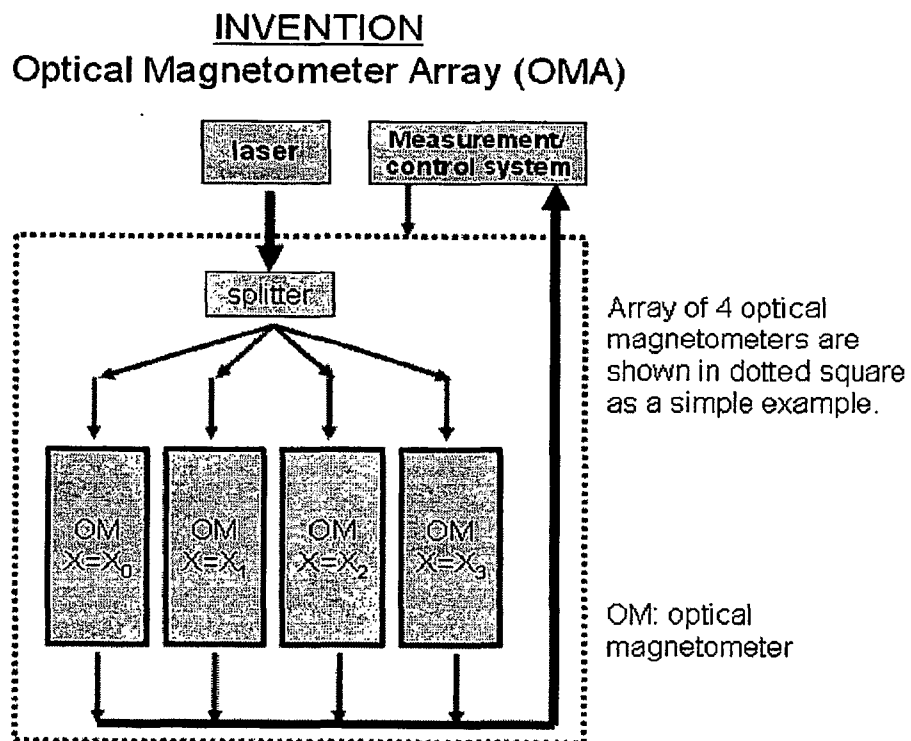 INVENTION
Optical Magnetometer Array (OMA)
laser
Measurement/
control system
splitter
Array of 4 optical
magnetometers are
shown in dotted square
as a simple example.
OM
X=X₀
OM
X=X₁
OM
X=X₂
OM
X=X₃
OM: optical
magnetometer